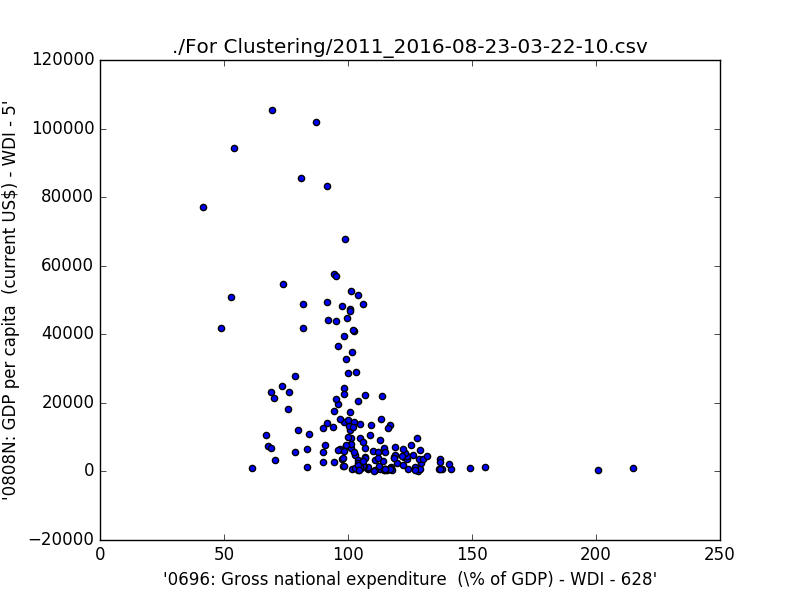 ./For Clustering/2011_2016-08-23-03-22-10.csv
120000
100000
80000
60000
40000
20000
0
−20000
'0808N: GDP per capita  (current US$) - WDI - 5'
0 50 100 150 200 250
'0696: Gross national expenditure  (\% of GDP) - WDI - 628'